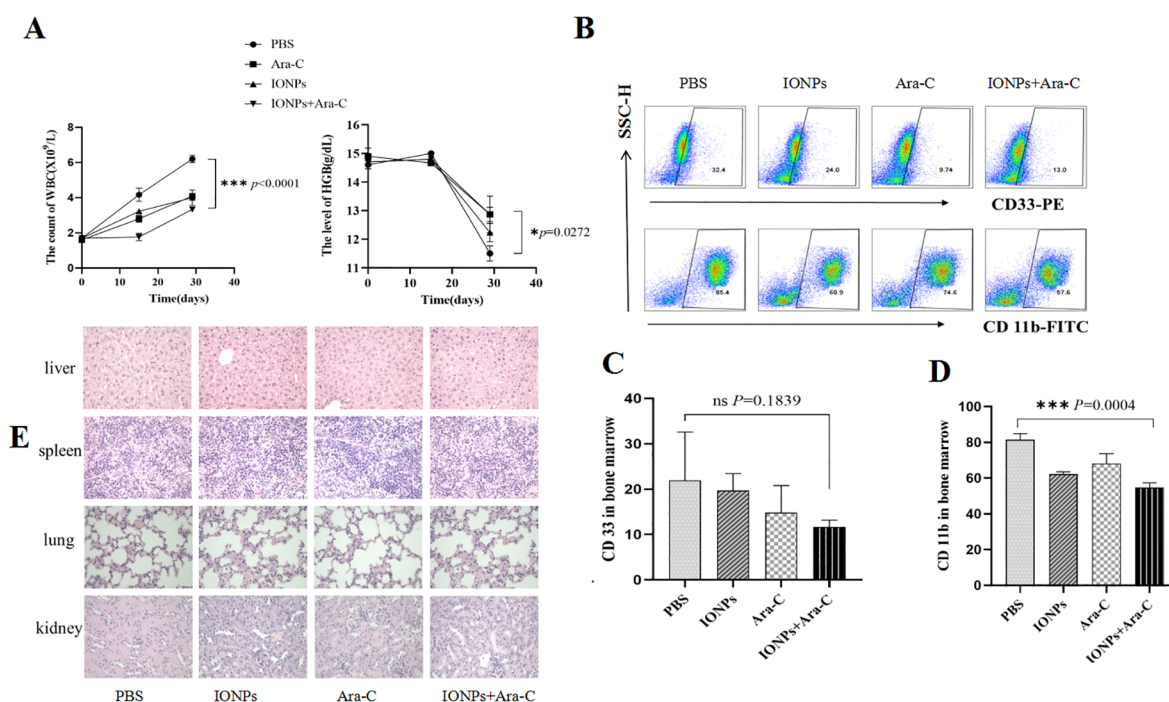 A
PBS
Ara-C
IONPs
IONPs+Ara-C
The count of WBC(X10⁹/L)
8
6
4
2
0
0 10 20 30 40
Time(days)
*** p<0.0001
The level of HGB(g/dL)
16
15
14
13
12
11
0 10 20 30 40
Time(days)
*p=0.0272
B
PBS IONPs Ara-C IONPs+Ara-C
SSC-H
32.4 24.0 9.74 13.0
CD33-PE
85.4 60.9 74.6 57.6
CD 11b-FITC
C
ns P=0.1839
CD 33 in bone marrow
40
30
20
10
0
PBS
IONPs
Ara-C
IONPs+Ara-C
D
*** P=0.0004
CD 11b in bone marrow
100
80
60
40
20
0
PBS
IONPs
Ara-C
IONPs+Ara-C
E
liver
spleen
lung
kidney
PBS IONPs Ara-C IONPs+Ara-C